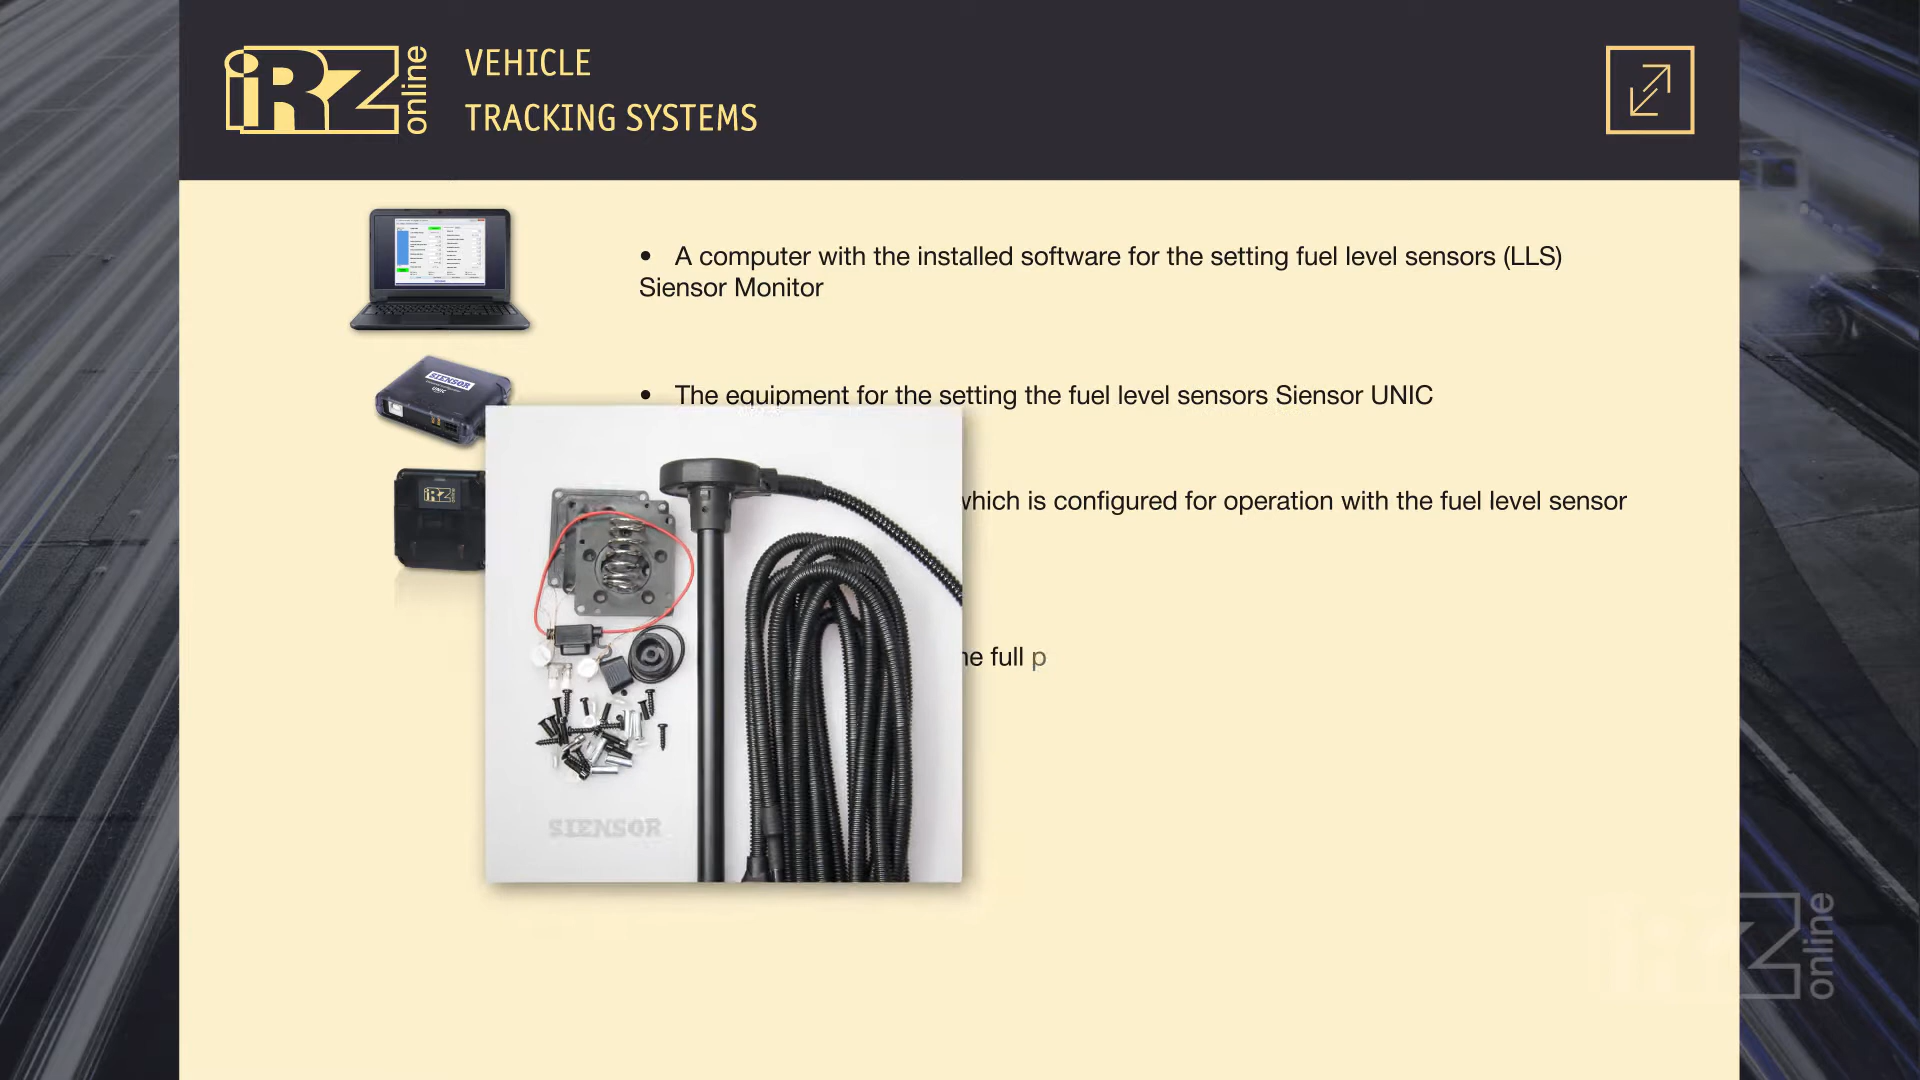 iRZ online
VEHICLE
TRACKING SYSTEMS
• A computer with the installed software for the setting fuel level sensors (LLS)
Siensor Monitor
SIENSOR
UNIC
• The equipment for the setting the fuel level sensors Siensor UNIC
iRZ online
which is configured for operation with the fuel level sensor
he full p
SIENSOR
iRZ online